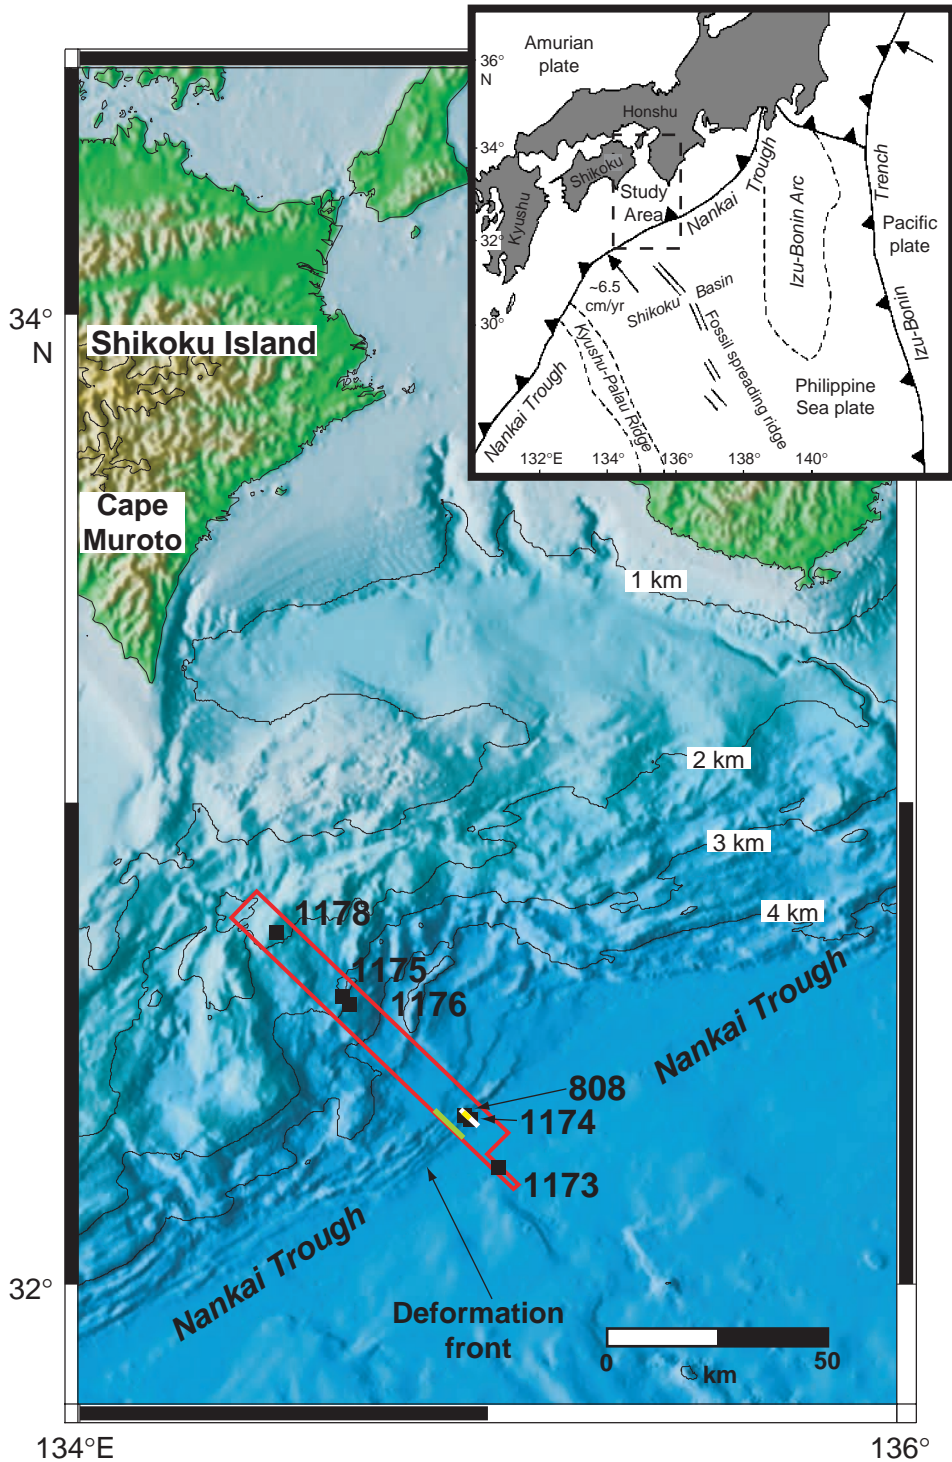 Amurian
plate
36°
N
Honshu
34°
Shikoku
Study
Area
Kyushu
32°
Nankai Trough
Izu-Bonin Arc
Trench
Pacific
plate
~6.5
cm/yr
Shikoku Basin
30°
Izu-Bonin
Kyushu-Palau Ridge
Fossil spreading ridge
Philippine
Sea plate
Nankai Trough
132°E 134° 136° 138° 140°
34°
N
Shikoku Island
Cape
Muroto
1 km
2 km
3 km
4 km
1178
1175
1176
Nankai Trough
808
1174
1173
Nankai Trough
32°
Deformation
front
0 50
km
134°E 136°